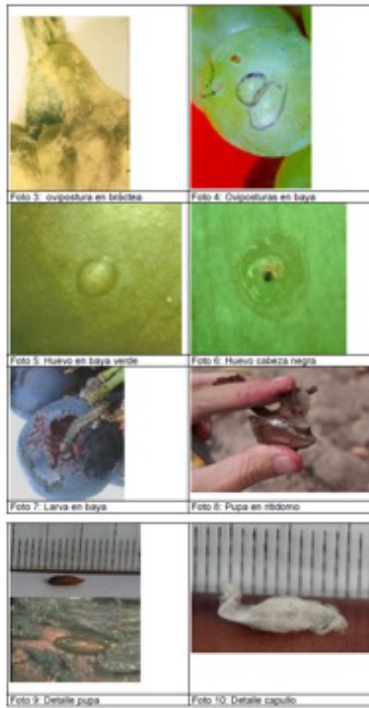 Foto 3: ovipostura en bráctea
Foto 4: Oviposturas en baya
Foto 5: Huevo en baya verde
Foto 6: Huevo cabeza negra
Foto 7: Larva en baya
Foto 8: Pupa en ritidomo
Foto 9: Detalle pupa
Foto 10: Detalle capullo